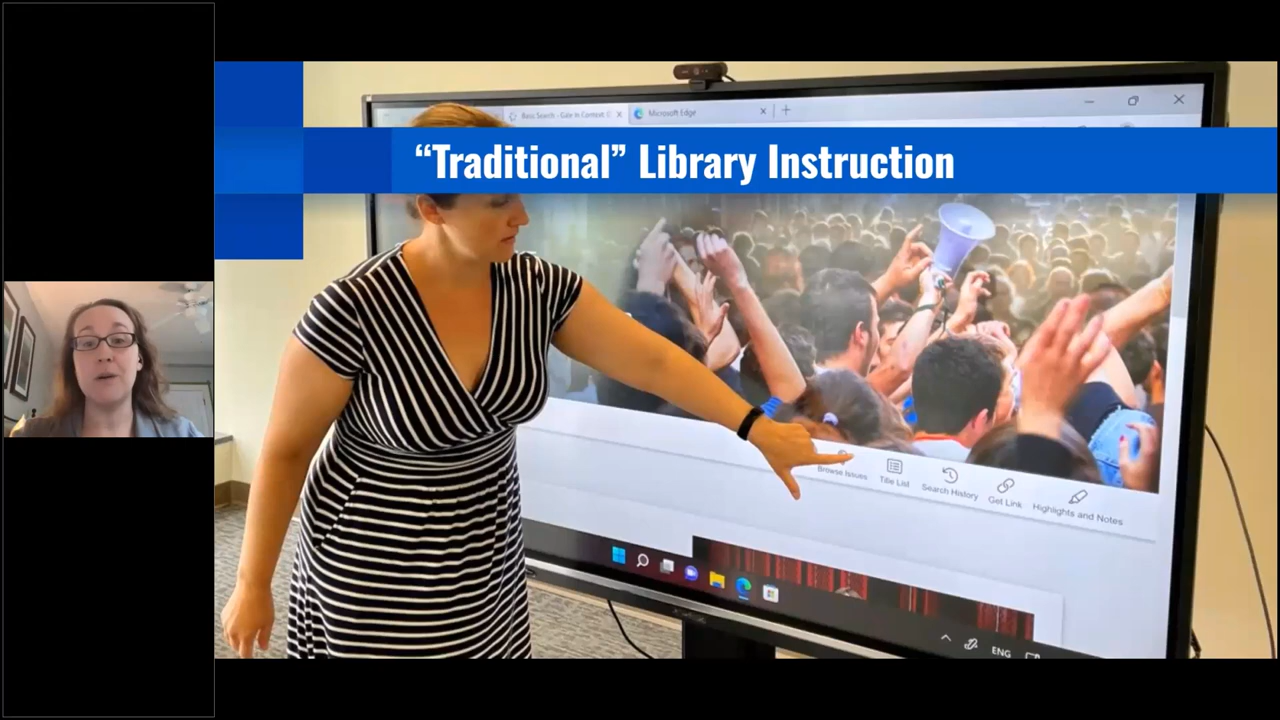 Basic Search - Gale In Context:
Microsoft Edge
“Traditional” Library Instruction
Browse Issues
Title List
Search History
Get Link
Highlights and Notes
ENG